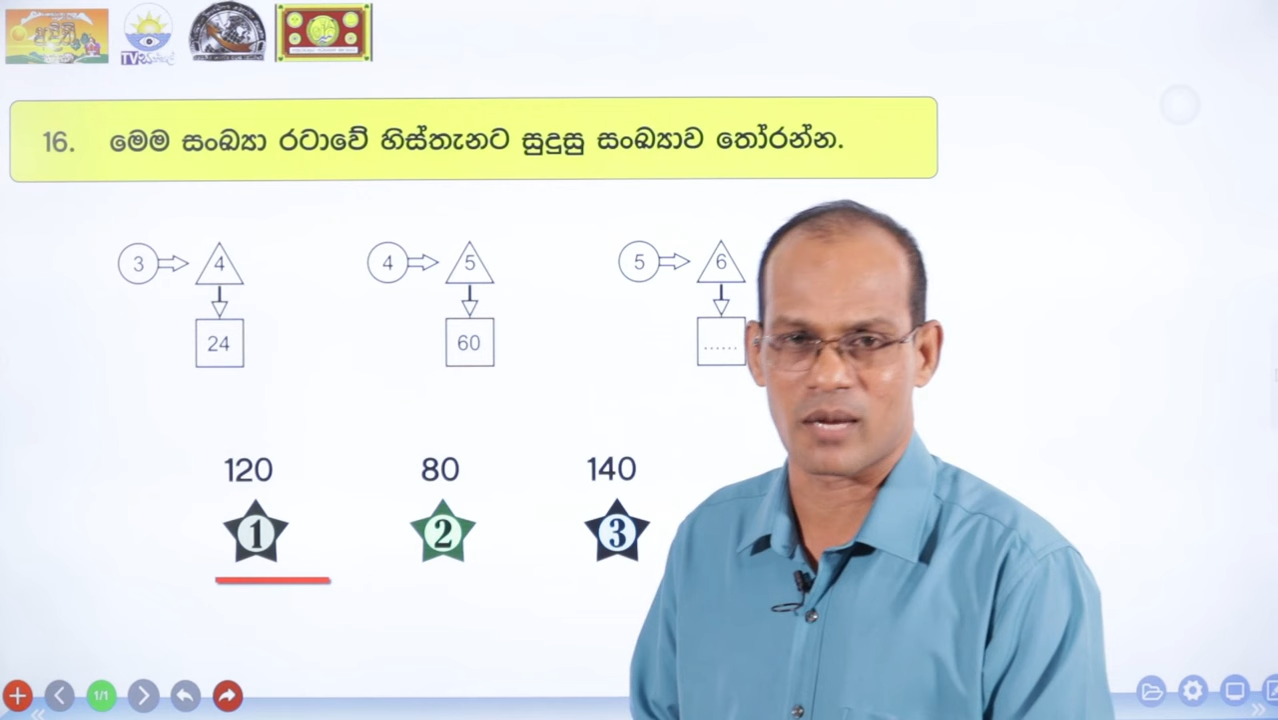 16. මෙම සංඛ්‍යා රටාවේ හිස්තැනට සුදුසු සංඛ්‍යාව තෝරන්න.
3 4 4 5 5 6
24 60 ......
120 80 140
1 2 3
1/1